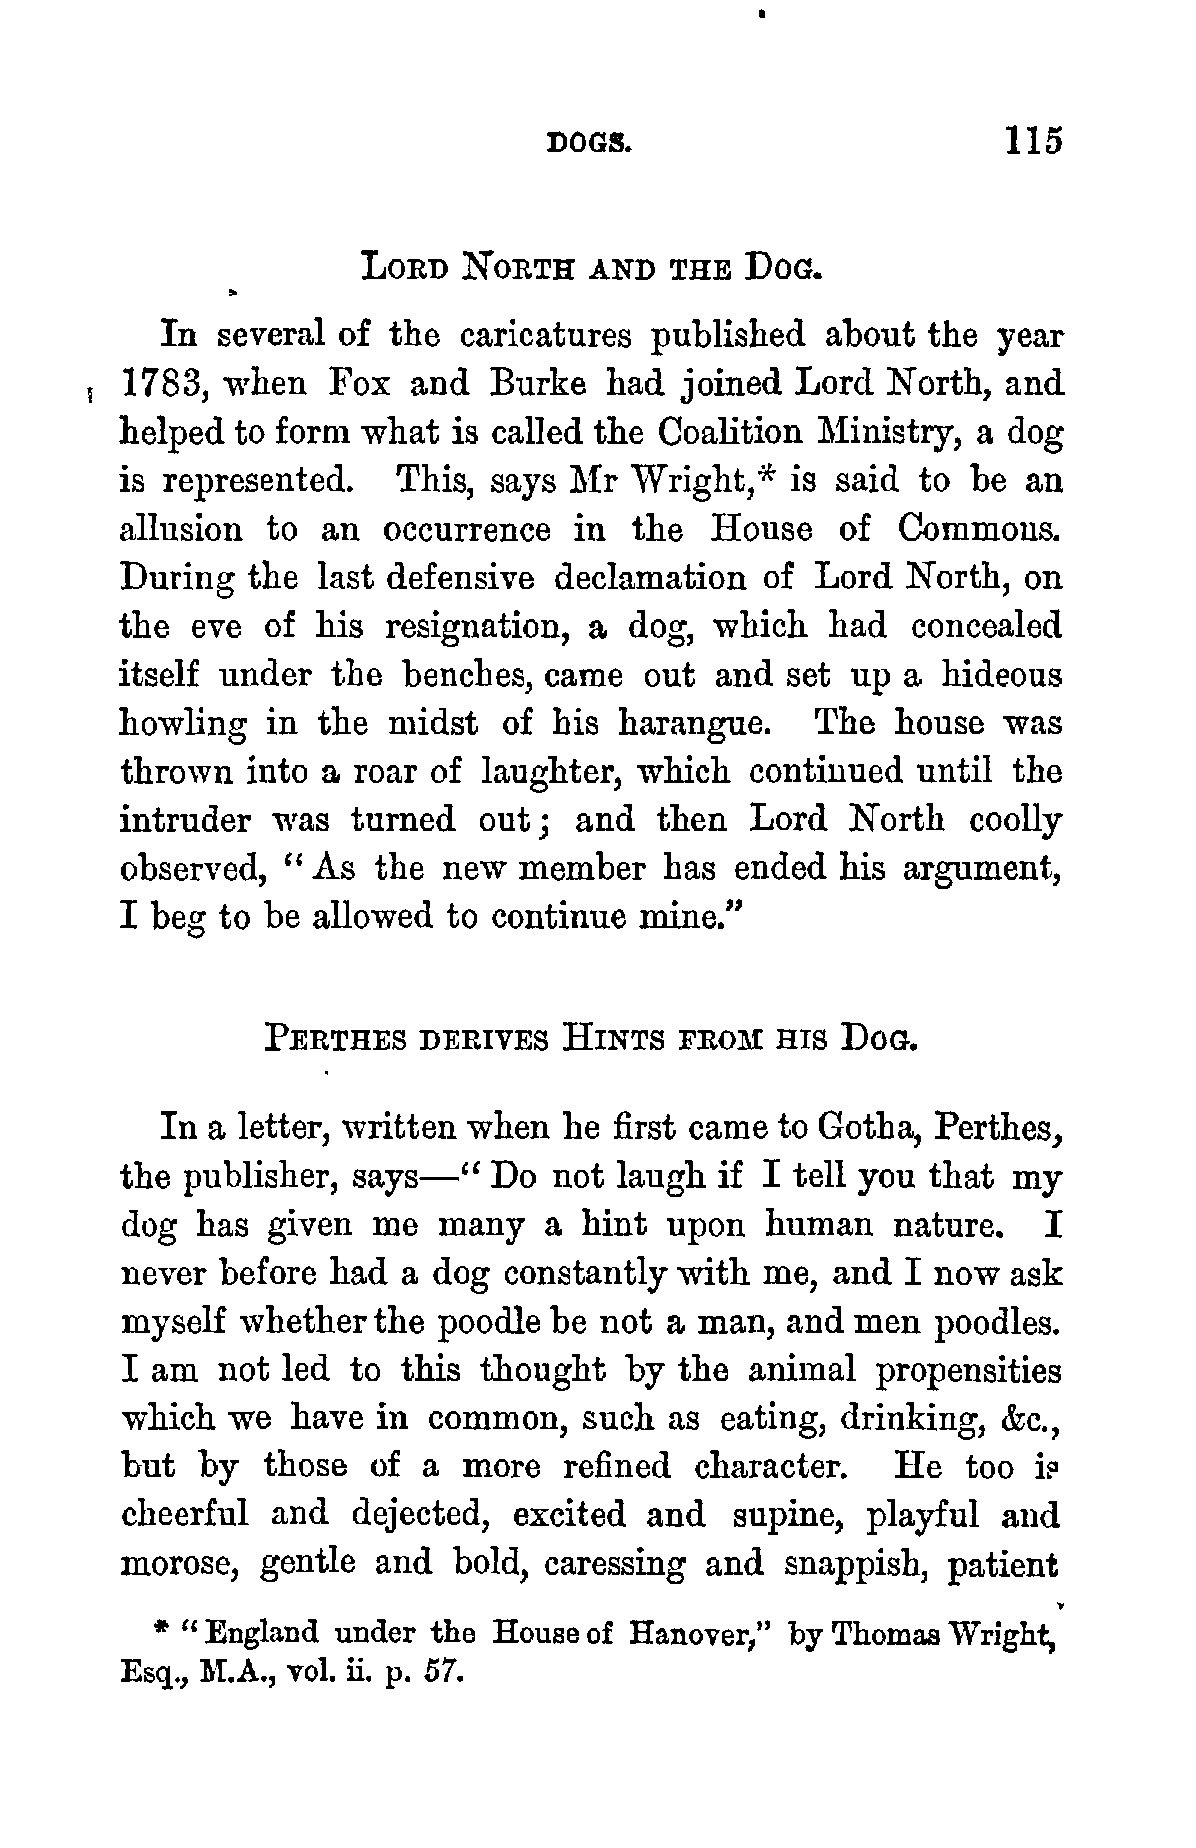 DOGS. 115
LORD NORTH AND THE DOG.
In several of the caricatures published about the year
1783, when Fox and Burke had joined Lord North, and
helped to form what is called the Coalition Ministry, a dog
is represented. This, says Mr Wright,* is said to be an
allusion to an occurrence in the House of Commons.
During the last defensive declamation of Lord North, on
the eve of his resignation, a dog, which had concealed
itself under the benches, came out and set up a hideous
howling in the midst of his harangue. The house was
thrown into a roar of laughter, which continued until the
intruder was turned out; and then Lord North coolly
observed, “As the new member has ended his argument,
I beg to be allowed to continue mine.”
PERTHES DERIVES HINTS FROM HIS DOG.
In a letter, written when he first came to Gotha, Perthes,
the publisher, says—“Do not laugh if I tell you that my
dog has given me many a hint upon human nature. I
never before had a dog constantly with me, and I now ask
myself whether the poodle be not a man, and men poodles.
I am not led to this thought by the animal propensities
which we have in common, such as eating, drinking, &c.,
but by those of a more refined character. He too is
cheerful and dejected, excited and supine, playful and
morose, gentle and bold, caressing and snappish, patient
* “England under the House of Hanover,” by Thomas Wright,
Esq., M.A., vol. ii. p. 57.